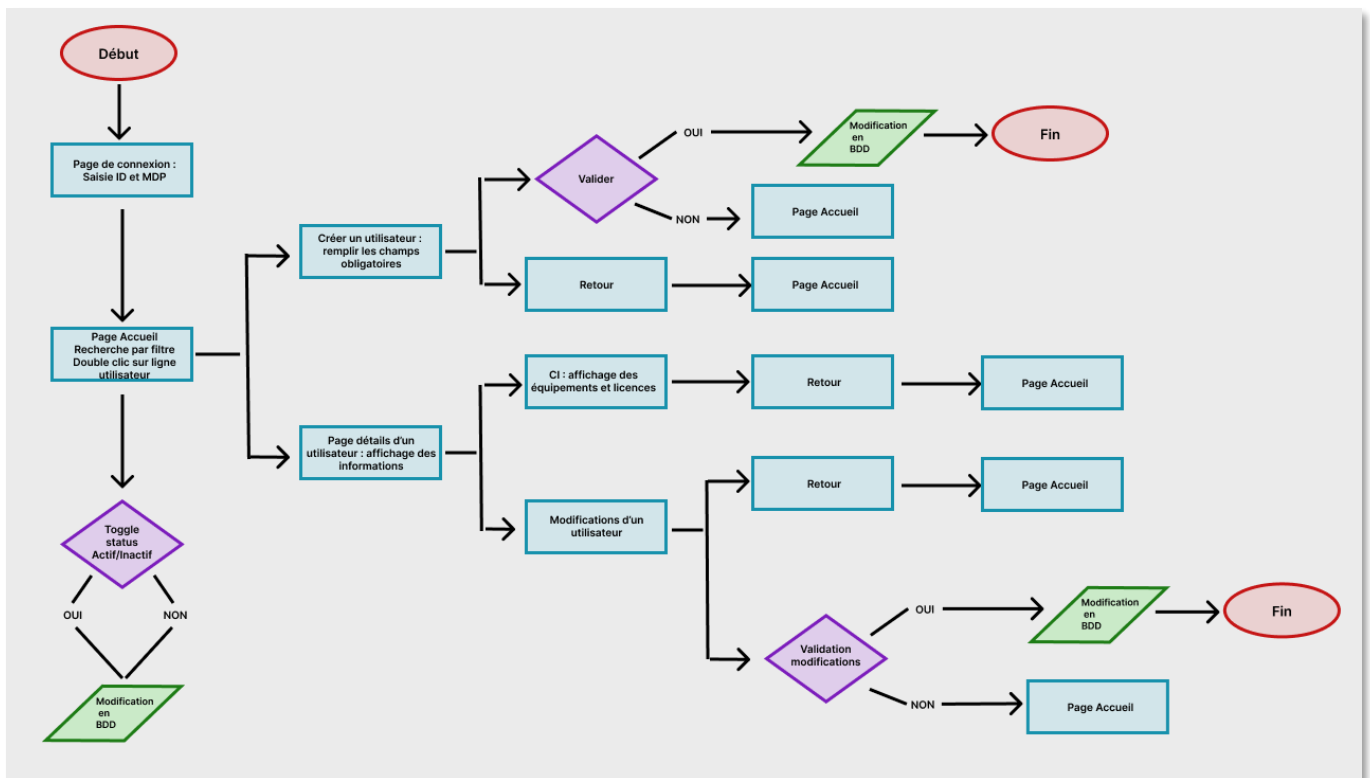 Début
Page de connexion :
Saisie ID et MDP
Page Accueil
Recherche par filtre
Double clic sur ligne
utilisateur
Toggle
status
Actif/Inactif
OUI
NON
Modification
en
BDD
Créer un utilisateur :
remplir les champs
obligatoires
Valider
OUI
Modification
en
BDD
Fin
NON
Page Accueil
Retour
Page Accueil
Page détails d'un
utilisateur : affichage des
informations
CI : affichage des
équipements et licences
Retour
Page Accueil
Modifications d'un
utilisateur
Retour
Page Accueil
Validation
modifications
OUI
Modification
en
BDD
Fin
NON
Page Accueil